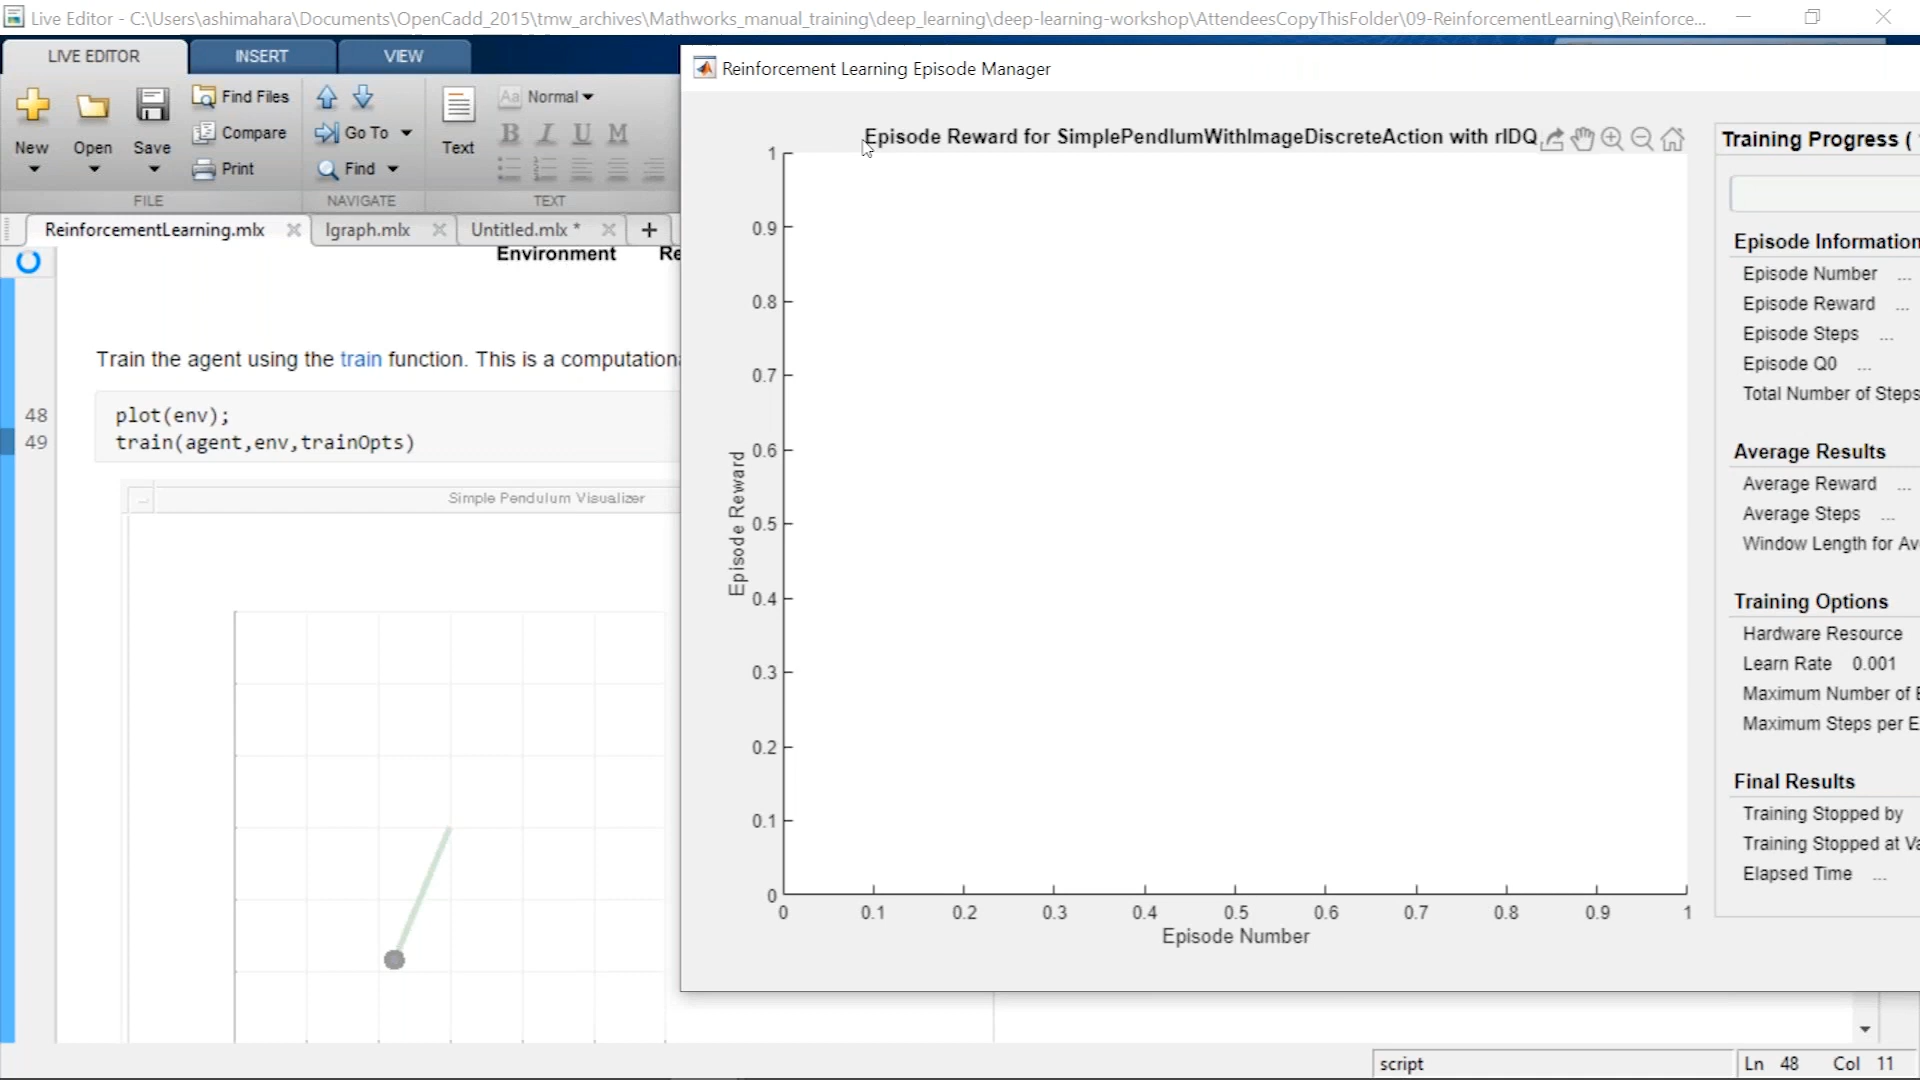 Live Editor - C:\Users\ashimahara\Documents\OpenCadd_2015\tmw_archives\Mathworks_manual_training\deep_learning\deep-learning-workshop\AttendeesCopyThisFolder\09-ReinforcementLearning\Reinforce...
LIVE EDITOR INSERT VIEW
New Open Save Find Files Compare Print
FILE
Go To Find
NAVIGATE
Text Aa Normal
B I U M
TEXT
ReinforcementLearning.mlx lgraph.mlx Untitled.mlx * +
Environment Re
Train the agent using the train function. This is a computationa
48 plot(env);
49 train(agent,env,trainOpts)
Simple Pendulum Visualizer
Reinforcement Learning Episode Manager
Episode Reward for SimplePendlumWithImageDiscreteAction with rlDQ
1
0.9
0.8
0.7
0.6
0.5
0.4
0.3
0.2
0.1
0
Episode Reward
0 0.1 0.2 0.3 0.4 0.5 0.6 0.7 0.8 0.9 1
Episode Number
Training Progress (
Episode Information
Episode Number ...
Episode Reward ...
Episode Steps ...
Episode Q0 ...
Total Number of Steps
Average Results
Average Reward ...
Average Steps ...
Window Length for Av
Training Options
Hardware Resource
Learn Rate 0.001
Maximum Number of E
Maximum Steps per E
Final Results
Training Stopped by
Training Stopped at Va
Elapsed Time ...
script Ln 48 Col 11